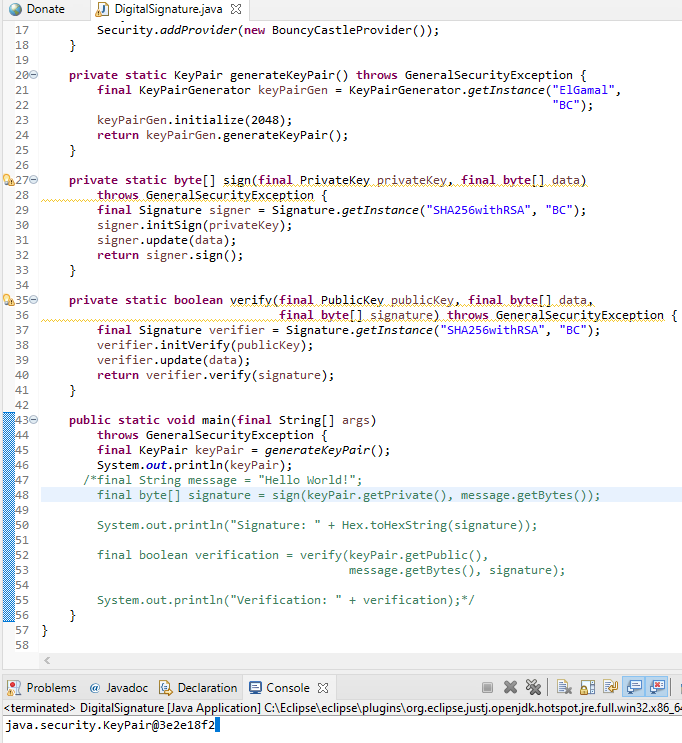 Donate DigitalSignature.java
17 Security.addProvider(new BouncyCastleProvider());
18 }
19
20 private static KeyPair generateKeyPair() throws GeneralSecurityException {
21 final KeyPairGenerator keyPairGen = KeyPairGenerator.getInstance("ElGamal",
22 "BC");
23 keyPairGen.initialize(2048);
24 return keyPairGen.generateKeyPair();
25 }
26
27 private static byte[] sign(final PrivateKey privateKey, final byte[] data)
28 throws GeneralSecurityException {
29 final Signature signer = Signature.getInstance("SHA256withRSA", "BC");
30 signer.initSign(privateKey);
31 signer.update(data);
32 return signer.sign();
33 }
34
35 private static boolean verify(final PublicKey publicKey, final byte[] data,
36 final byte[] signature) throws GeneralSecurityException {
37 final Signature verifier = Signature.getInstance("SHA256withRSA", "BC");
38 verifier.initVerify(publicKey);
39 verifier.update(data);
40 return verifier.verify(signature);
41 }
42
43 public static void main(final String[] args)
44 throws GeneralSecurityException {
45 final KeyPair keyPair = generateKeyPair();
46 System.out.println(keyPair);
47 /*final String message = "Hello World!";
48 final byte[] signature = sign(keyPair.getPrivate(), message.getBytes());
49
50 System.out.println("Signature: " + Hex.toHexString(signature));
51
52 final boolean verification = verify(keyPair.getPublic(),
53 message.getBytes(), signature);
54
55 System.out.println("Verification: " + verification);*/
56 }
57 }
58
Problems @ Javadoc Declaration Console
<terminated> DigitalSignature [Java Application] C:\Eclipse\eclipse\plugins\org.eclipse.justj.openjdk.hotspot.jre.full.win32.x86_64
java.security.KeyPair@3e2e18f2